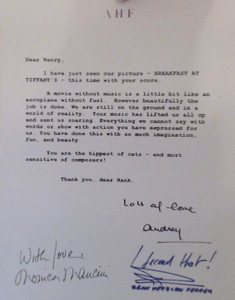 AHF
Dear Henry,
I have just seen our picture - BREAKFAST AT
TIFFANY'S - this time with your score.
A movie without music is a little bit like an
aeroplane without fuel. However beautifully the
job is done, we are still on the ground and in a
world of reality. Your music has lifted us all up
and sent us soaring. Everything we cannot say with
words or show with action you have expressed for
us. You have done this with so much imagination,
fun, and beauty.
You are the hippest of cats - and most
sensitive of composers!
Thank you, dear Hank.
Lots of love
Audrey
With Love,
Monica Mancini
I found that!
SEAN HEPBURN FERRER